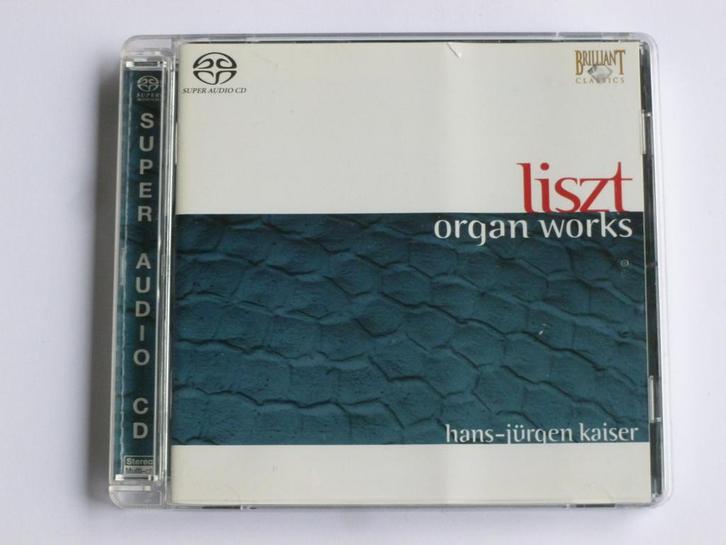 SUPER AUDIO CD
Stereo
SUPER AUDIO CD
BRILLIANT
CLASSICS
liszt
organ works
hans-jürgen kaiser